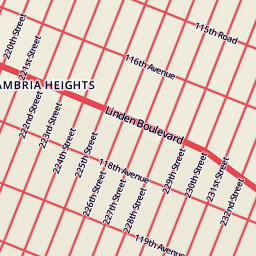 115th Road
220th Street
221st Street
116th Avenue
AMBRIA HEIGHTS
Linden Boulevard
222nd Street
223rd Street
224th Street
225th Street
118th Avenue
229th Street
230th Street
231st Street
232nd Street
226th Street
227th Street
228th Street
119th Avenue